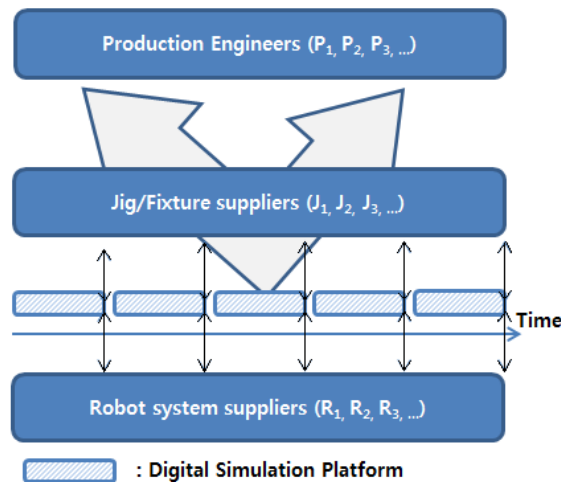 Production Engineers (P1, P2, P3, ...)
Jig/Fixture suppliers (J1, J2, J3, ...)
Time
Robot system suppliers (R1, R2, R3, ...)
: Digital Simulation Platform